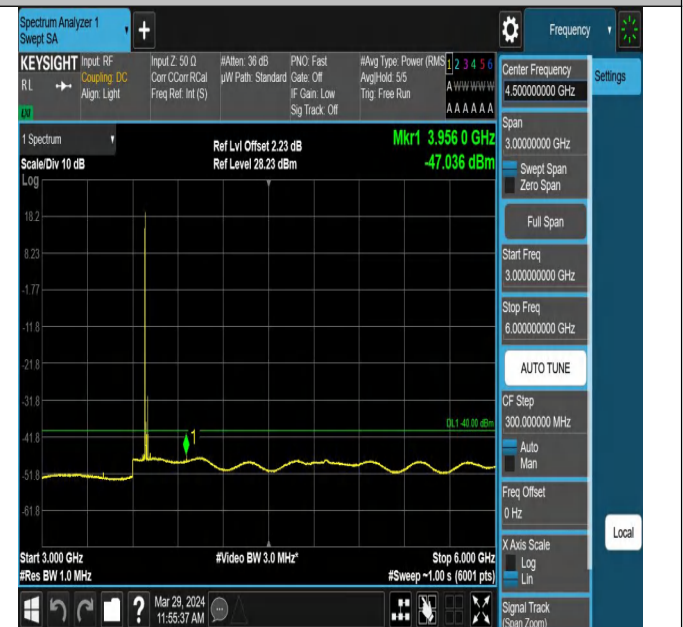 Spectrum Analyzer 1
Swept SA
+
Frequency
KEYSIGHT
RL
LXI
Input: RF
Coupling: DC
Align: Light
Input Z: 50 Ω
Corr CCorr RCal
Freq Ref: Int (S)
#Atten: 36 dB
µW Path: Standard
PNO: Fast
Gate: Off
IF Gain: Low
Sig Track: Off
#Avg Type: Power (RMS
Avg|Hold: 5/5
Trig: Free Run
1 2 3 4 5 6
A W W W W W
A A A A A A
1 Spectrum
Scale/Div 10 dB
Log
Ref Lvl Offset 2.23 dB
Ref Level 28.23 dBm
Mkr1 3.956 0 GHz
-47.036 dBm
18.2
8.23
-1.77
-11.8
-21.8
-31.8
-41.8
-51.8
-61.8
DL1 -40.00 dBm
1
Start 3.000 GHz
#Res BW 1.0 MHz
#Video BW 3.0 MHz*
Stop 6.000 GHz
#Sweep ~1.00 s (6001 pts)
Center Frequency
4.500000000 GHz
Settings
Span
3.00000000 GHz
Swept Span
Zero Span
Full Span
Start Freq
3.000000000 GHz
Stop Freq
6.000000000 GHz
AUTO TUNE
CF Step
300.000000 MHz
Auto
Man
Freq Offset
0 Hz
X Axis Scale
Log
Lin
Local
Signal Track
(Span Zoom)
?
Mar 29, 2024
11:55:37 AM